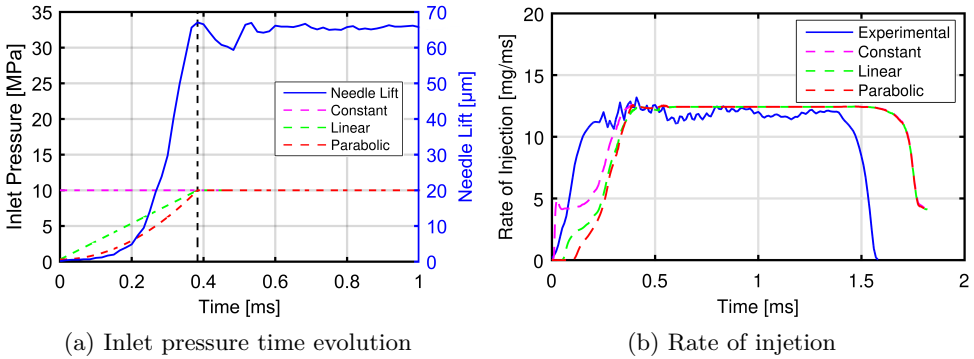 35
30
25
20
15
10
5
0
Inlet Pressure [MPa]
70
60
50
40
30
20
10
0
Needle Lift [μm]
Needle Lift
Constant
Linear
Parabolic
0 0.2 0.4 0.6 0.8 1
Time [ms]
(a) Inlet pressure time evolution
20
15
10
5
0
Rate of Injection [mg/ms]
Experimental
Constant
Linear
Parabolic
0 0.5 1 1.5 2
Time [ms]
(b) Rate of injetion